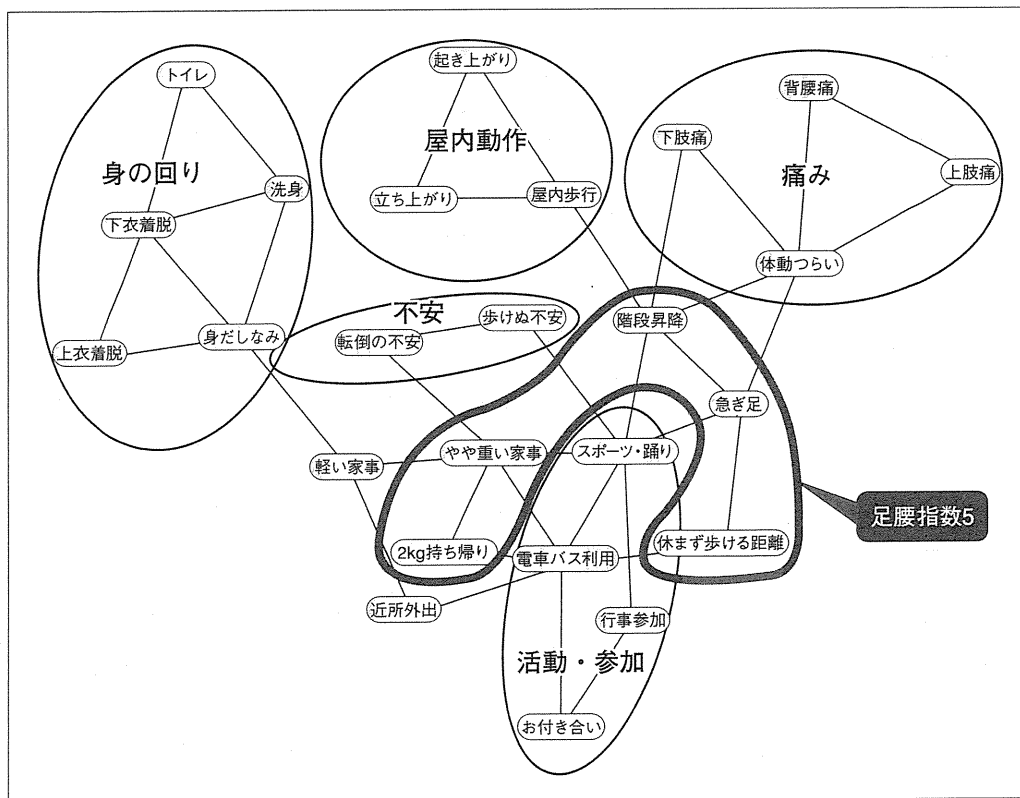 起き上がり
トイレ
背腰痛
屋内動作
下肢痛
身の回り
痛み
上肢痛
洗身
立ち上がり
屋内歩行
下衣着脱
体動つらい
不安
歩けぬ不安
階段昇降
転倒の不安
身だしなみ
上衣着脱
急ぎ足
やや重い家事
スポーツ・踊り
軽い家事
足腰指数5
休まず歩ける距離
2kg持ち帰り
電車バス利用
近所外出
行事参加
活動・参加
お付き合い